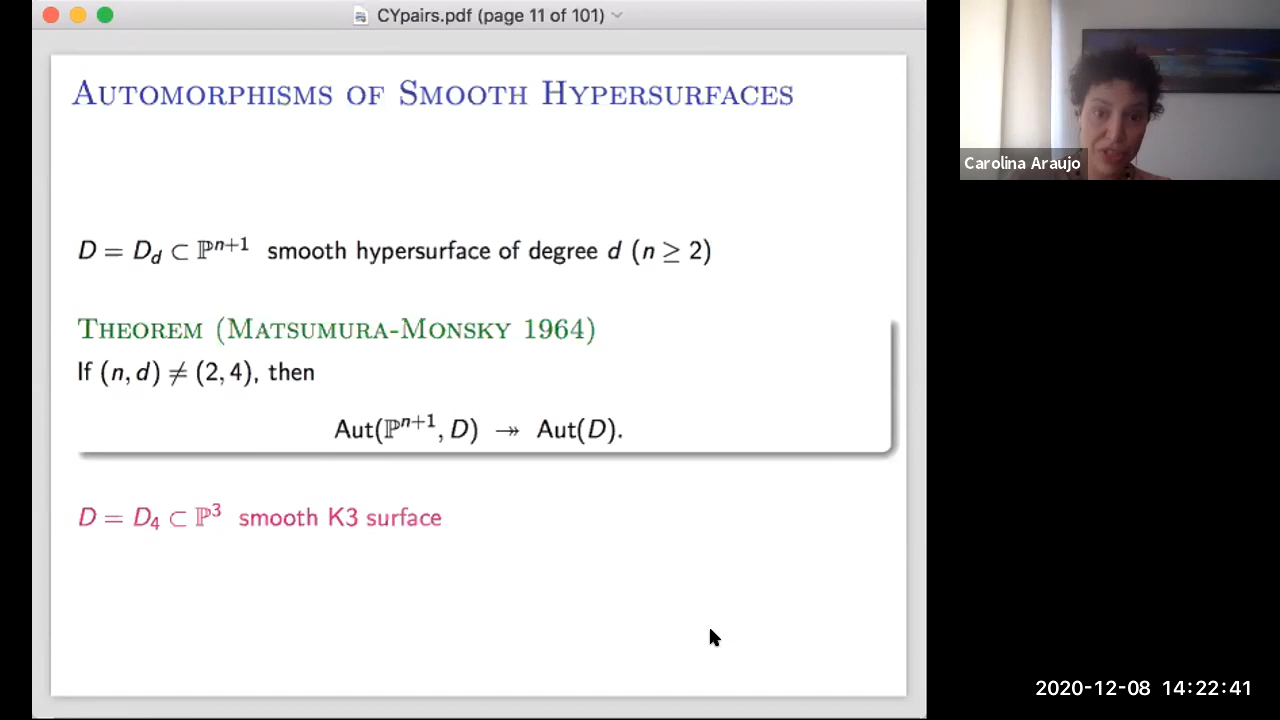 CYpairs.pdf (page 11 of 101)
Automorphisms of Smooth Hypersurfaces
D = D_d ⊂ ℙ^{n+1} smooth hypersurface of degree d (n ≥ 2)
Theorem (Matsumura-Monsky 1964)
If (n, d) ≠ (2, 4), then
Aut(ℙ^{n+1}, D) ↠ Aut(D).
D = D_4 ⊂ ℙ^3 smooth K3 surface
Carolina Araujo
2020-12-08 14:22:41